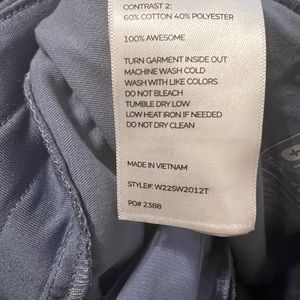 CONTRAST 2:
60% COTTON 40% POLYESTER
100% AWESOME
TURN GARMENT INSIDE OUT
MACHINE WASH COLD
WASH WITH LIKE COLORS
DO NOT BLEACH
TUMBLE DRY LOW
LOW HEAT IRON IF NEEDED
DO NOT DRY CLEAN
MADE IN VIETNAM
STYLE#: W22SW2012T
PO# 2388